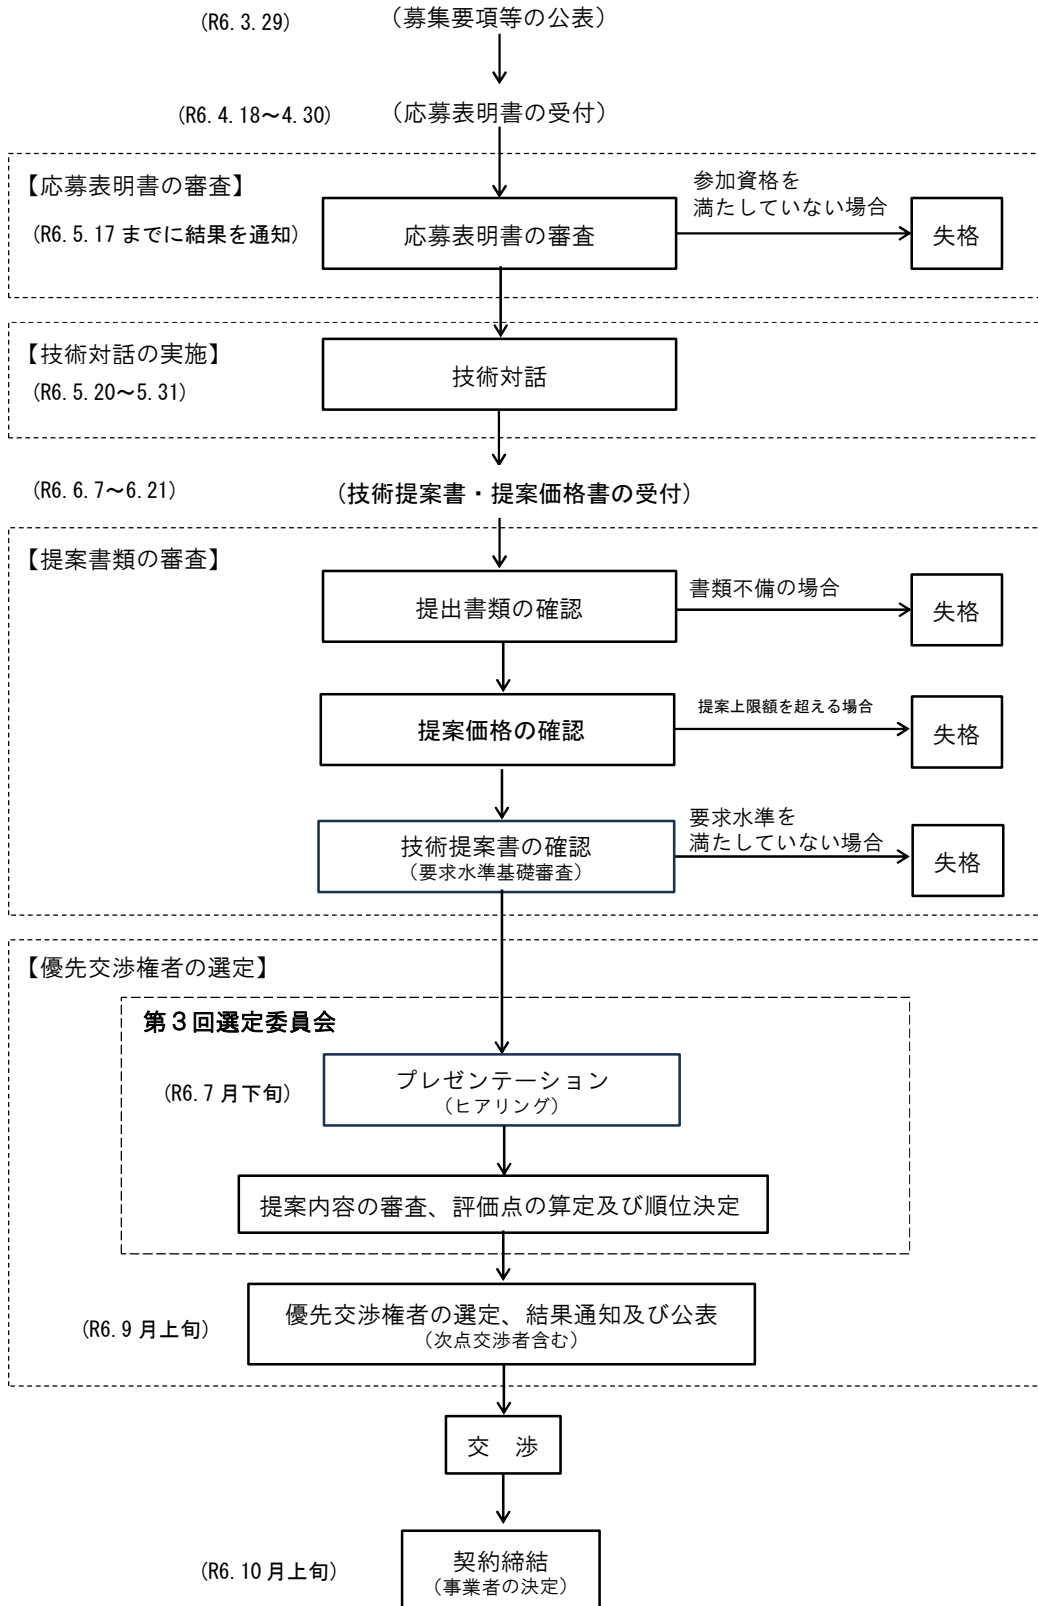 (R6.3.29)
(募集要項等の公表)
(R6.4.18～4.30)
(応募表明書の受付)
【応募表明書の審査】
(R6.5.17 までに結果を通知)
応募表明書の審査
参加資格を
満たしていない場合
失格
【技術対話の実施】
(R6.5.20～5.31)
技術対話
(R6.6.7～6.21)
(技術提案書・提案価格書の受付)
【提案書類の審査】
提出書類の確認
書類不備の場合
失格
提案価格の確認
提案上限額を超える場合
失格
技術提案書の確認
(要求水準基礎審査)
要求水準を
満たしていない場合
失格
【優先交渉権者の選定】
第3回選定委員会
(R6.7月下旬)
プレゼンテーション
(ヒアリング)
提案内容の審査、評価点の算定及び順位決定
(R6.9月上旬)
優先交渉権者の選定、結果通知及び公表
(次点交渉者含む)
交 渉
(R6.10月上旬)
契約締結
(事業者の決定)